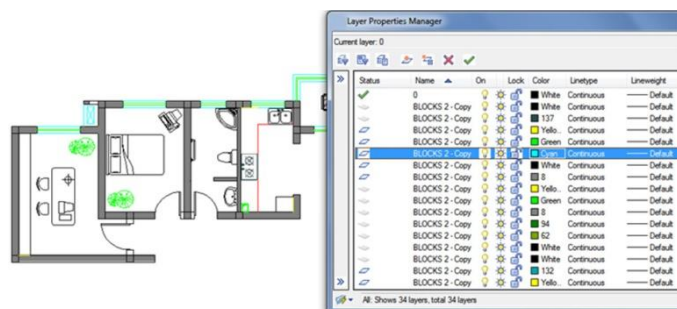 Layer Properties Manager
Current layer: 0
Status Name On Lock Color Linetype Lineweight
0 White Continuous Default
BLOCKS 2 - Copy White Continuous Default
BLOCKS 2 - Copy 137 Continuous Default
BLOCKS 2 - Copy Yello... Continuous Default
BLOCKS 2 - Copy Green Continuous Default
BLOCKS 2 - Copy Cyan Continuous Default
BLOCKS 2 - Copy White Continuous Default
BLOCKS 2 - Copy 8 Continuous Default
BLOCKS 2 - Copy Yello... Continuous Default
BLOCKS 2 - Copy Green Continuous Default
BLOCKS 2 - Copy 8 Continuous Default
BLOCKS 2 - Copy 94 Continuous Default
BLOCKS 2 - Copy 62 Continuous Default
BLOCKS 2 - Copy White Continuous Default
BLOCKS 2 - Copy White Continuous Default
BLOCKS 2 - Copy 132 Continuous Default
BLOCKS 2 - Copy Yello... Continuous Default
All: Shows 34 layers, total 34 layers